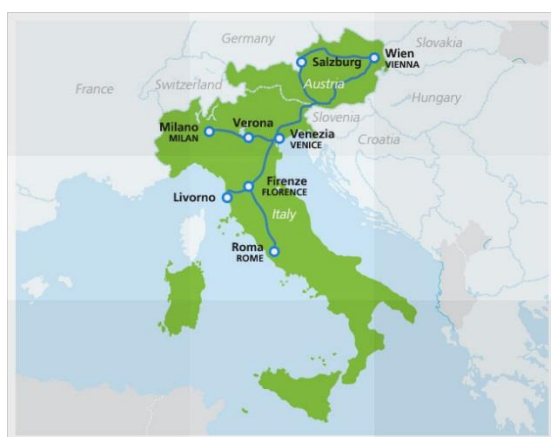 Germany
Slovakia
Wien
VIENNA
Salzburg
Austria
France
Switzerland
Hungary
Slovenia
Milano
MILAN
Verona
Venezia
VENICE
Croatia
Firenze
FLORENCE
Livorno
Italy
Roma
ROME